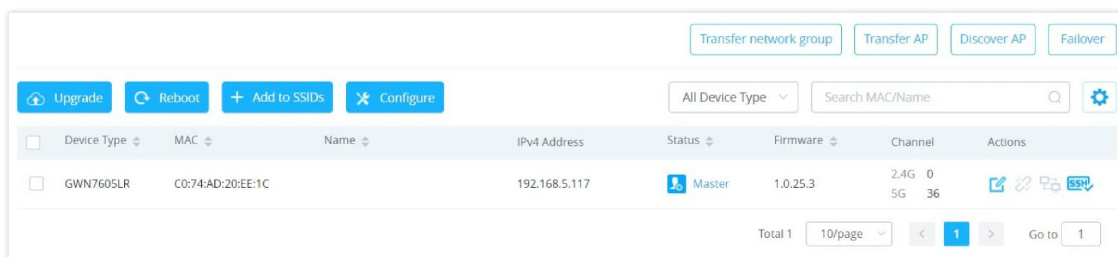 Transfer network group Transfer AP Discover AP Failover
Upgrade Reboot + Add to SSIDs Configure All Device Type Search MAC/Name
Device Type MAC Name IPv4 Address Status Firmware Channel Actions
GWN7605LR C0:74:AD:20:EE:1C 192.168.5.117 Master 1.0.25.3 2.4G 0 SSH
5G 36
Total 1 10/page < 1 > Go to 1